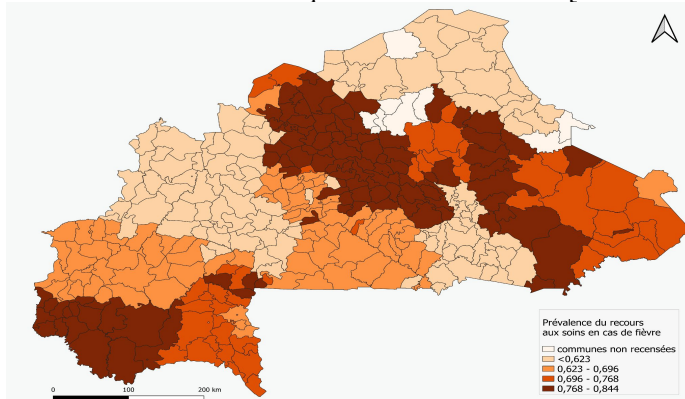 Prévalence du recours
aux soins en cas de fièvre
communes non recensées
<0,623
0,623 - 0,696
0,696 - 0,768
0,768 - 0,844
0 100 200 km